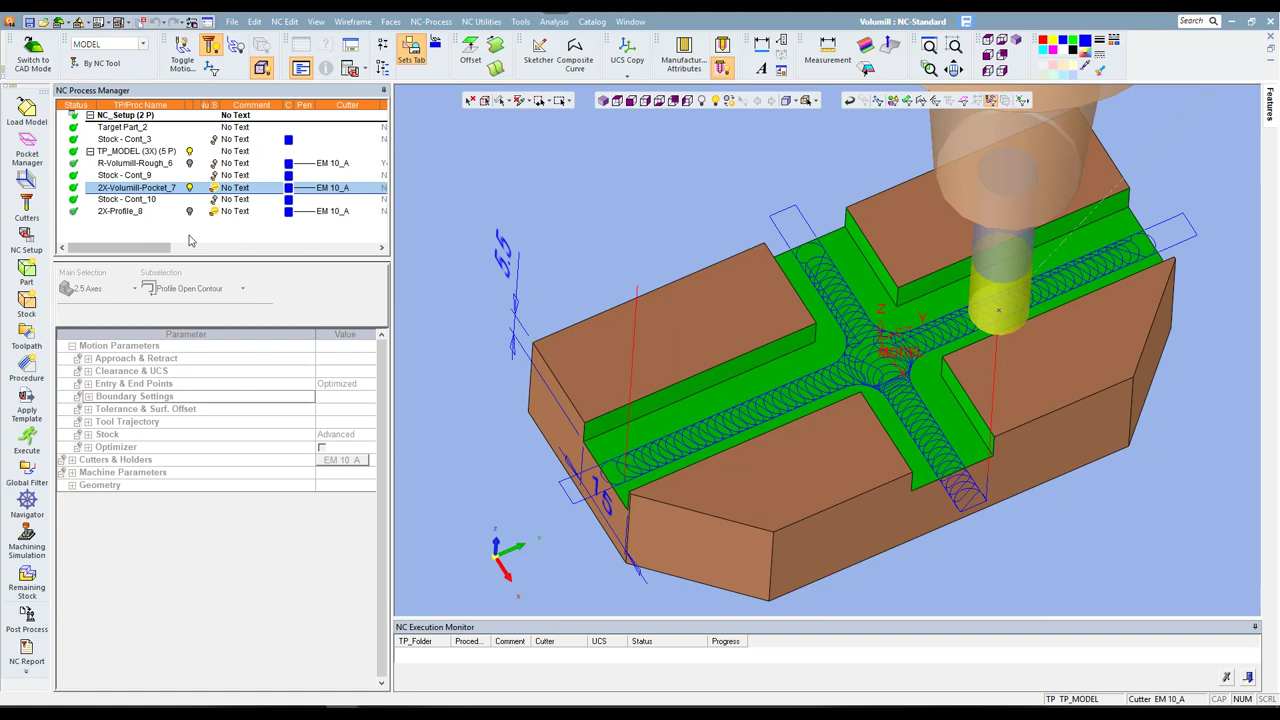 File Edit NC Edit View Wireframe Faces NC-Process NC Utilities Tools Analysis Catalog Window Volumill : NC-Standard Search
MODEL
By NC Tool
Switch to CAD Mode
Toggle Motion...
Sets Tab
Offset
Sketcher
Composite Curve
UCS Copy
Manufacturing Attributes
Measurement
NC Process Manager
Status TP/Proc Name Comment C Pen Cutter
NC_Setup (2 P) No Text
Target Part_2 No Text N
Stock - Cont_3 No Text N
TP_MODEL (3X) (5 P) No Text
R-Volumill-Rough_6 No Text EM 10_A Y
Stock - Cont_9 No Text N
2X-Volumill-Pocket_7 No Text EM 10_A N
Stock - Cont_10 No Text N
2X-Profile_8 No Text EM 10_A N
Main Selection Subselection
2.5 Axes Profile Open Contour
Parameter Value
Motion Parameters
Approach & Retract
Clearance & UCS
Entry & End Points Optimized
Boundary Settings
Tolerance & Surf. Offset
Tool Trajectory
Stock Advanced
Optimizer
Cutters & Holders EM 10_A
Machine Parameters
Geometry
Load Model
Pocket Manager
Cutters
NC Setup
Part
Stock
Toolpath
Procedure
Apply Template
Execute
Global Filter
Navigator
Machining Simulation
Remaining Stock
Post Process
NC Report
Features
5.5
15
Z
Y
MODEL
X
z
Y
x
NC Execution Monitor
TP_Folder Proced... Comment Cutter UCS Status Progress
TP TP_MODEL Cutter EM 10_A CAP NUM SCRL